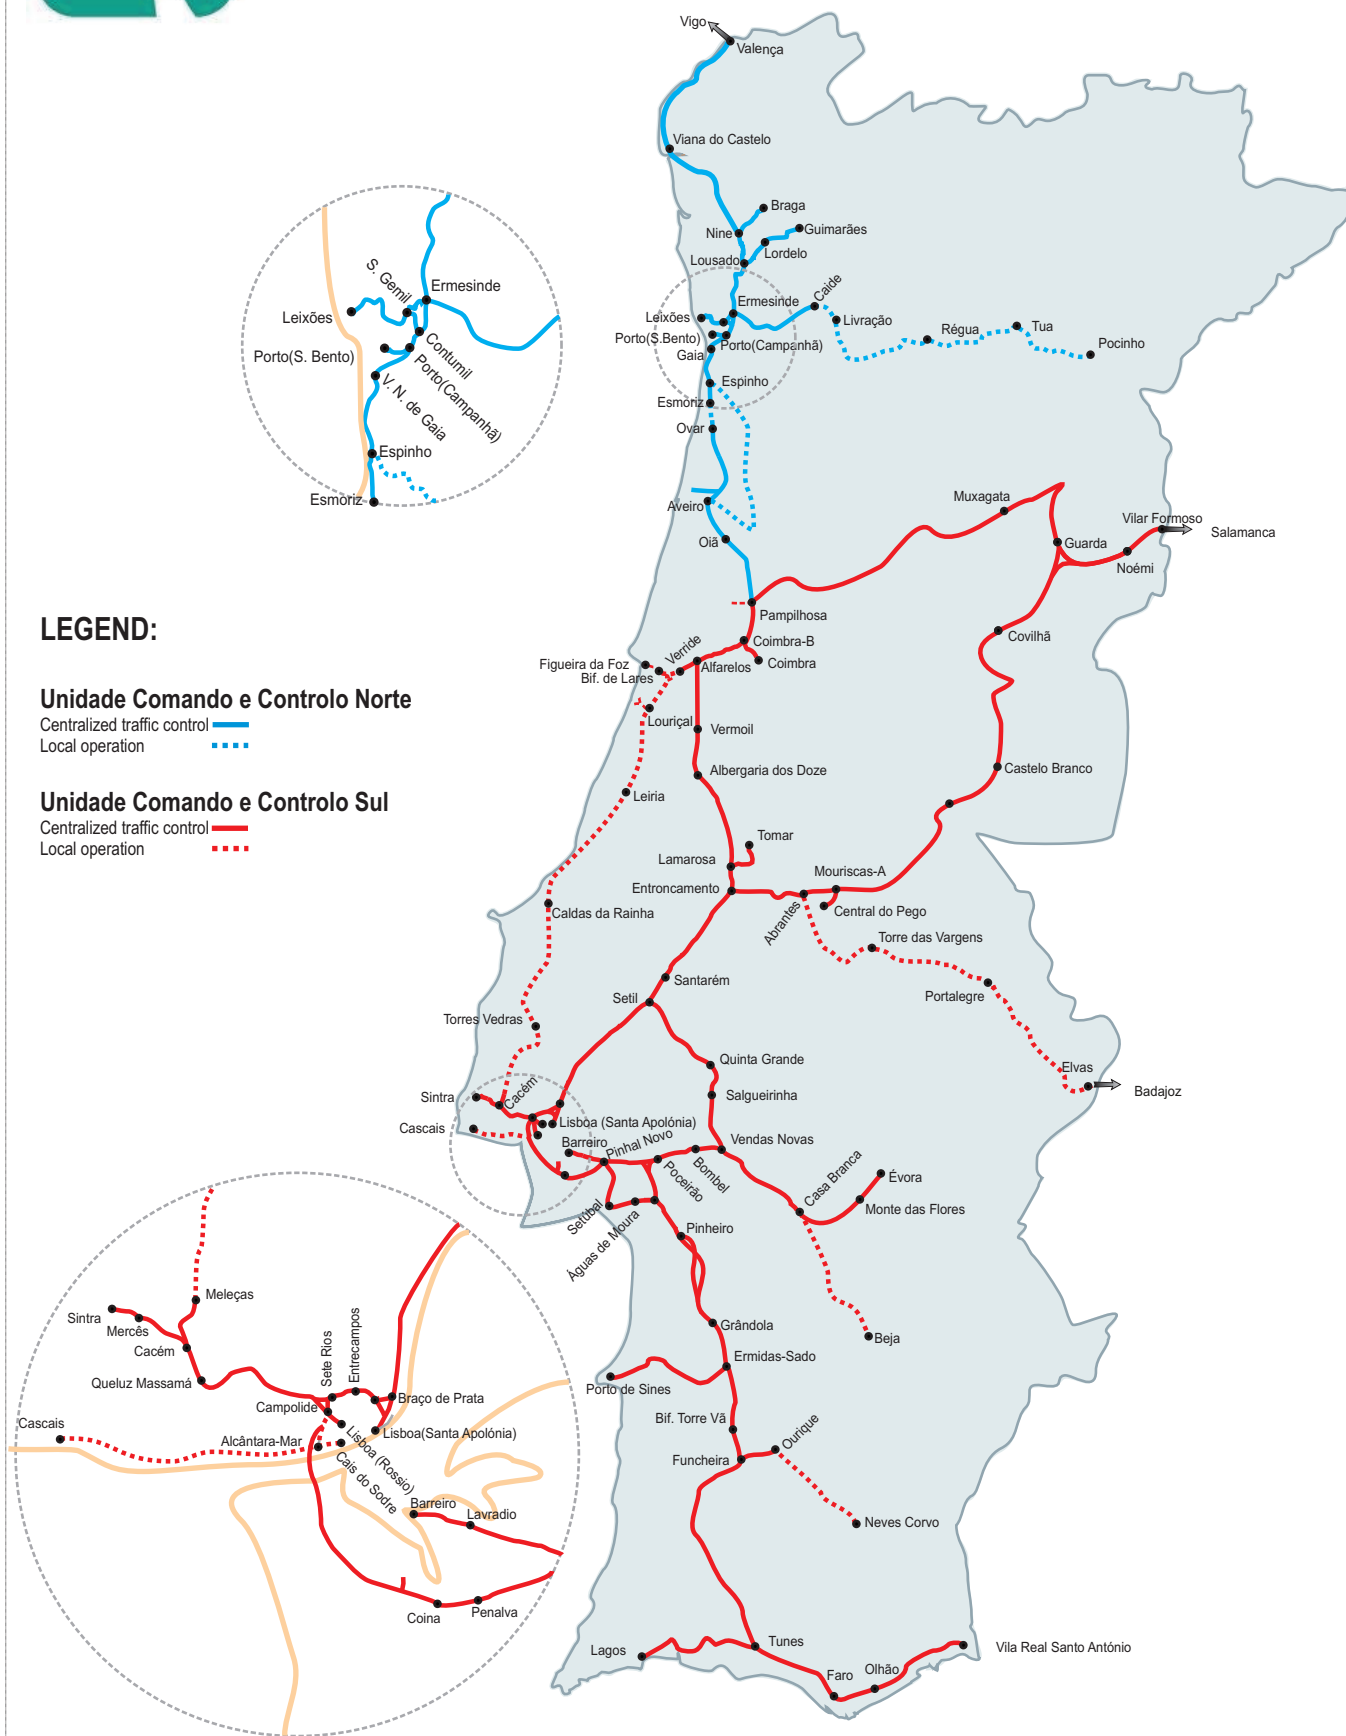 Vigo
Valença
Viana do Castelo
Braga
Nine
Guimarães
Lordelo
Lousado
Ermesinde
Caide
Leixões
Livração
Régua
Tua
Pocinho
Porto(S.Bento)
Porto(Campanhã)
Gaia
Espinho
Esmoriz
Ovar
Aveiro
Oiã
Ermesinde
S. Gemil
Leixões
Contumil
Porto(S. Bento)
Porto(Campanhã)
V. N. de Gaia
Espinho
Esmoriz
Muxagata
Vilar Formoso
Salamanca
Guarda
Noémi
Pampilhosa
Covilhã
Coimbra-B
Coimbra
Verride
Figueira da Foz
Bif. de Lares
Alfarelos
Louriçal
Vermoil
Albergaria dos Doze
Castelo Branco
Leiria
Tomar
Lamarosa
Mouriscas-A
Entroncamento
Abrantes
Central do Pego
Caldas da Rainha
Torre das Vargens
Santarém
Portalegre
Setil
Torres Vedras
Quinta Grande
Elvas
Badajoz
Salgueirinha
Sintra
Cacém
Cascais
Lisboa (Santa Apolónia)
Barreiro
Pinhal Novo
Vendas Novas
Bombel
Poceirão
Casa Branca
Évora
Monte das Flores
Setúbal
Águas de Moura
Pinheiro
Grândola
Beja
Ermidas-Sado
Porto de Sines
Bif. Torre Vã
Ourique
Funcheira
Neves Corvo
Lagos
Tunes
Faro
Olhão
Vila Real Santo António
LEGEND:
Unidade Comando e Controlo Norte
Centralized traffic control
Local operation
Unidade Comando e Controlo Sul
Centralized traffic control
Local operation
Meleças
Sintra
Mercês
Cacém
Queluz Massamá
Sete Rios
Entrecampos
Campolide
Braço de Prata
Cascais
Alcântara-Mar
Lisboa (Rossio)
Lisboa(Santa Apolónia)
Cais do Sodre
Barreiro
Lavradio
Coina
Penalva